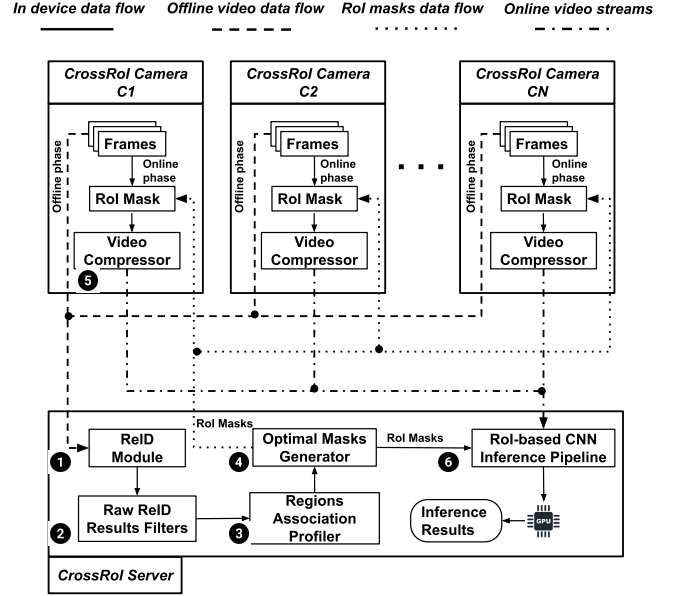 In device data flow
Offline video data flow
RoI masks data flow
Online video streams
CrossRoI Camera
C1
CrossRoI Camera
C2
CrossRoI Camera
CN
Offline phase
Frames
Online
phase
RoI Mask
Video
Compressor
5
Offline phase
Frames
Online
phase
RoI Mask
Video
Compressor
. . .
Offline phase
Frames
Online
phase
RoI Mask
Video
Compressor
RoI Masks
1
ReID
Module
4
Optimal Masks
Generator
RoI Masks
6
RoI-based CNN
Inference Pipeline
2
Raw ReID
Results Filters
3
Regions
Association
Profiler
Inference
Results
GPU
CrossRoI Server